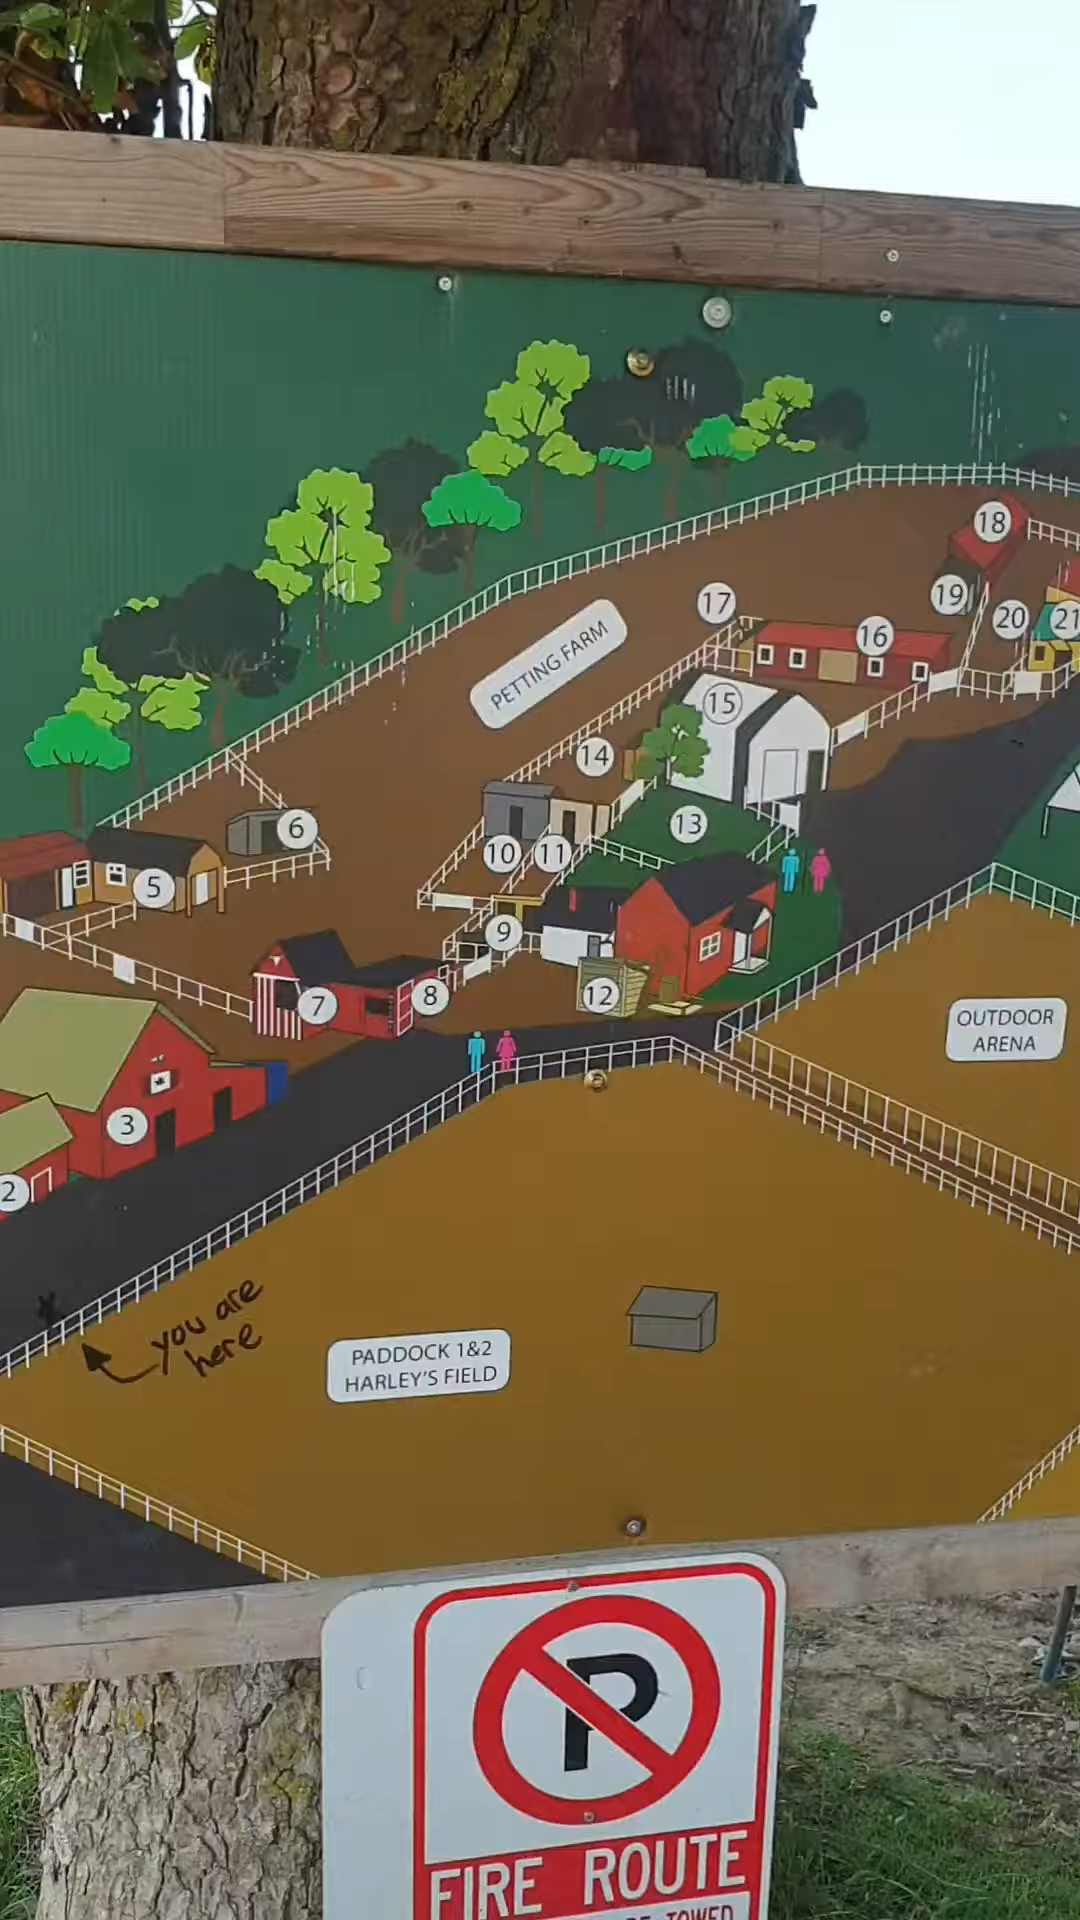 18
17
19
20
21
16
PETTING FARM
15
14
13
6
10
11
5
9
12
7
8
OUTDOOR
ARENA
3
2
you are
here
PADDOCK 1&2
HARLEY'S FIELD
P
FIRE ROUTE
TOWED